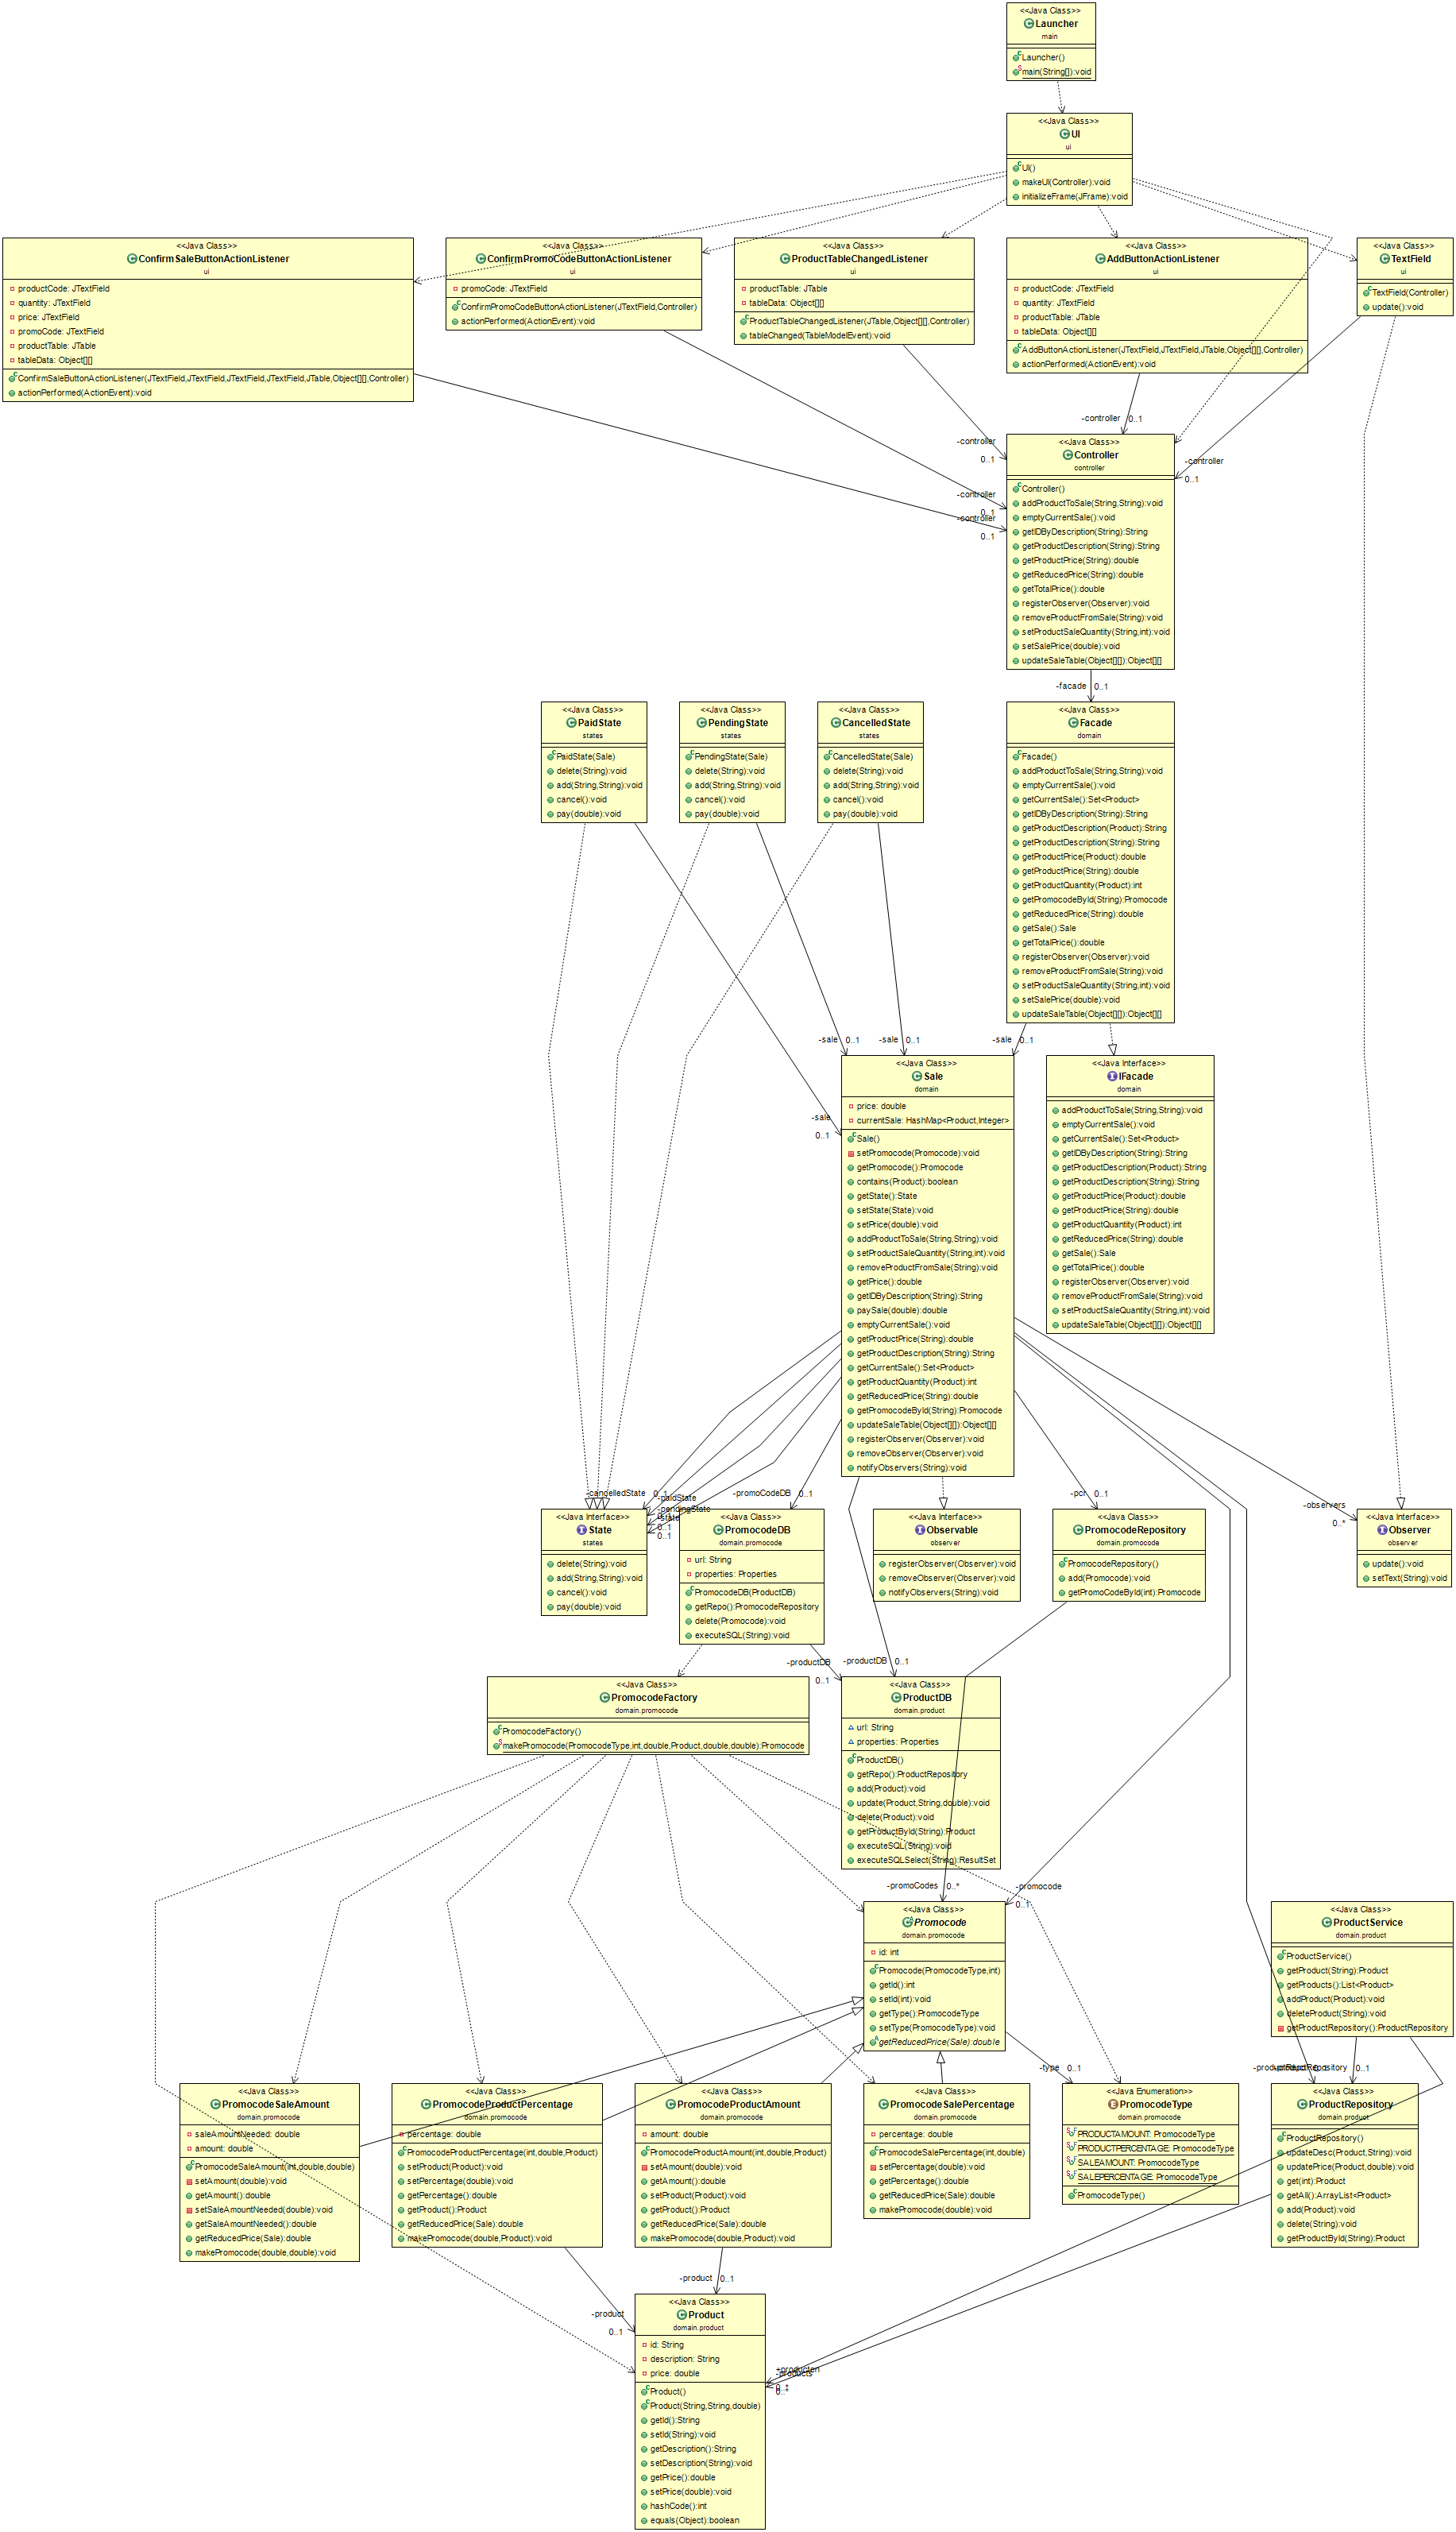 <<Java Class>>
Launcher
main
Launcher()
main(String[]):void
<<Java Class>>
UI
ui
UI()
makeUI(Controller):void
initializeFrame(JFrame):void
<<Java Class>>
ConfirmSaleButtonActionListener
ui
productCode: JTextField
quantity: JTextField
price: JTextField
promoCode: JTextField
productTable: JTable
tableData: Object[][]
ConfirmSaleButtonActionListener(JTextField,JTextField,JTextField,JTextField,JTable,Object[][],Controller)
actionPerformed(ActionEvent):void
<<Java Class>>
ConfirmPromoCodeButtonActionListener
ui
promoCode: JTextField
ConfirmPromoCodeButtonActionListener(JTextField,Controller)
actionPerformed(ActionEvent):void
<<Java Class>>
ProductTableChangedListener
ui
productTable: JTable
tableData: Object[][]
ProductTableChangedListener(JTable,Object[][],Controller)
tableChanged(TableModelEvent):void
<<Java Class>>
AddButtonActionListener
ui
productCode: JTextField
quantity: JTextField
productTable: JTable
tableData: Object[][]
AddButtonActionListener(JTextField,JTextField,JTable,Object[][],Controller)
actionPerformed(ActionEvent):void
<<Java Class>>
TextField
ui
TextField(Controller)
update():void
-controller 0..1
-controller
0..1
-controller
0..1
-controller
0..1
-controller
0..1
<<Java Class>>
Controller
controller
Controller()
addProductToSale(String,String):void
emptyCurrentSale():void
getIDByDescription(String):String
getProductDescription(String):String
getProductPrice(String):double
getReducedPrice(String):double
getTotalPrice():double
registerObserver(Observer):void
removeProductFromSale(String):void
setProductSaleQuantity(String,int):void
setSalePrice(double):void
updateSaleTable(Object[][]):Object[][]
-facade 0..1
<<Java Class>>
PaidState
states
PaidState(Sale)
delete(String):void
add(String,String):void
cancel():void
pay(double):void
<<Java Class>>
PendingState
states
PendingState(Sale)
delete(String):void
add(String,String):void
cancel():void
pay(double):void
<<Java Class>>
CancelledState
states
CancelledState(Sale)
delete(String):void
add(String,String):void
cancel():void
pay(double):void
<<Java Class>>
Facade
domain
Facade()
addProductToSale(String,String):void
emptyCurrentSale():void
getCurrentSale():Set<Product>
getIDByDescription(String):String
getProductDescription(Product):String
getProductDescription(String):String
getProductPrice(Product):double
getProductPrice(String):double
getProductQuantity(Product):int
getPromocodeById(String):Promocode
getReducedPrice(String):double
getSale():Sale
getTotalPrice():double
registerObserver(Observer):void
removeProductFromSale(String):void
setProductSaleQuantity(String,int):void
setSalePrice(double):void
updateSaleTable(Object[][]):Object[][]
-sale 0..1
-sale 0..1
-sale 0..1
-sale
0..1
<<Java Class>>
Sale
domain
price: double
currentSale: HashMap<Product,Integer>
Sale()
setPromocode(Promocode):void
getPromocode():Promocode
contains(Product):boolean
getState():State
setState(State):void
setPrice(double):void
addProductToSale(String,String):void
setProductSaleQuantity(String,int):void
removeProductFromSale(String):void
getPrice():double
getIDByDescription(String):String
paySale(double):double
emptyCurrentSale():void
getProductPrice(String):double
getProductDescription(String):String
getCurrentSale():Set<Product>
getProductQuantity(Product):int
getReducedPrice(String):double
getPromocodeById(String):Promocode
updateSaleTable(Object[][]):Object[][]
registerObserver(Observer):void
removeObserver(Observer):void
notifyObservers(String):void
<<Java Interface>>
IFacade
domain
addProductToSale(String,String):void
emptyCurrentSale():void
getCurrentSale():Set<Product>
getIDByDescription(String):String
getProductDescription(Product):String
getProductDescription(String):String
getProductPrice(Product):double
getProductPrice(String):double
getProductQuantity(Product):int
getReducedPrice(String):double
getSale():Sale
getTotalPrice():double
registerObserver(Observer):void
removeProductFromSale(String):void
setProductSaleQuantity(String,int):void
updateSaleTable(Object[][]):Object[][]
-cancelledState 0..1
-paidState
-pendingState
-state
0..1
0..1
-promoCodeDB 0..1
-pcr 0..1
-observers
0..*
<<Java Interface>>
State
states
delete(String):void
add(String,String):void
cancel():void
pay(double):void
<<Java Class>>
PromocodeDB
domain.promocode
url: String
properties: Properties
PromocodeDB(ProductDB)
getRepo():PromocodeRepository
delete(Promocode):void
executeSQL(String):void
<<Java Interface>>
Observable
observer
registerObserver(Observer):void
removeObserver(Observer):void
notifyObservers(String):void
<<Java Class>>
PromocodeRepository
domain.promocode
PromocodeRepository()
add(Promocode):void
getPromoCodeById(int):Promocode
<<Java Interface>>
Observer
observer
update():void
setText(String):void
-productDB
0..1
-productDB 0..1
<<Java Class>>
PromocodeFactory
domain.promocode
PromocodeFactory()
makePromocode(PromocodeType,int,double,Product,double,double):Promocode
<<Java Class>>
ProductDB
domain.product
url: String
properties: Properties
ProductDB()
getRepo():ProductRepository
add(Product):void
update(Product,String,double):void
delete(Product):void
getProductById(String):Product
executeSQL(String):void
executeSQLSelect(String):ResultSet
-promoCodes 0..*
-promocode
0..1
<<Java Class>>
Promocode
domain.promocode
id: int
Promocode(PromocodeType,int)
getId():int
setId(int):void
getType():PromocodeType
setType(PromocodeType):void
getReducedPrice(Sale):double
<<Java Class>>
ProductService
domain.product
ProductService()
getProduct(String):Product
getProducts():List<Product>
addProduct(Product):void
deleteProduct(String):void
getProductRepository():ProductRepository
-type 0..1
0..1
<<Java Class>>
PromocodeSaleAmount
domain.promocode
saleAmountNeeded: double
amount: double
PromocodeSaleAmount(int,double,double)
setAmount(double):void
getAmount():double
setSaleAmountNeeded(double):void
getSaleAmountNeeded():double
getReducedPrice(Sale):double
makePromocode(double,double):void
<<Java Class>>
PromocodeProductPercentage
domain.promocode
percentage: double
PromocodeProductPercentage(int,double,Product)
setProduct(Product):void
setPercentage(double):void
getPercentage():double
getProduct():Product
getReducedPrice(Sale):double
makePromocode(double,Product):void
<<Java Class>>
PromocodeProductAmount
domain.promocode
amount: double
PromocodeProductAmount(int,double,Product)
setAmount(double):void
getAmount():double
setProduct(Product):void
getProduct():Product
getReducedPrice(Sale):double
makePromocode(double,Product):void
<<Java Class>>
PromocodeSalePercentage
domain.promocode
percentage: double
PromocodeSalePercentage(int,double)
setPercentage(double):void
getPercentage():double
getReducedPrice(Sale):double
makePromocode(double):void
<<Java Enumeration>>
PromocodeType
domain.promocode
PRODUCTAMOUNT: PromocodeType
PRODUCTPERCENTAGE: PromocodeType
SALEAMOUNT: PromocodeType
SALEPERCENTAGE: PromocodeType
PromocodeType()
<<Java Class>>
ProductRepository
domain.product
ProductRepository()
updateDesc(Product,String):void
updatePrice(Product,double):void
get(int):Product
getAll():ArrayList<Product>
add(Product):void
delete(String):void
getProductById(String):Product
-product 0..1
-product
0..1
+producten
-products
0..*
<<Java Class>>
Product
domain.product
id: String
description: String
price: double
Product()
Product(String,String,double)
getId():String
setId(String):void
getDescription():String
setDescription(String):void
getPrice():double
setPrice(double):void
hashCode():int
equals(Object):boolean